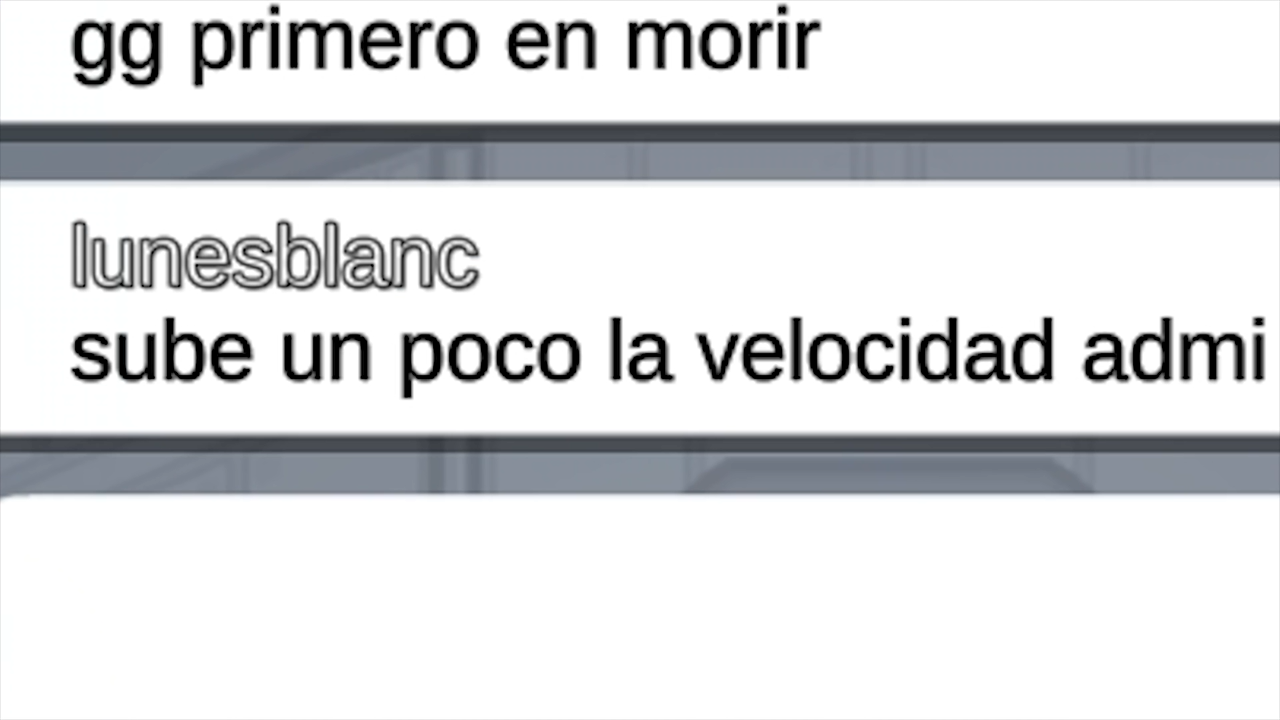 gg primero en morir
lunesblanc
sube un poco la velocidad admi